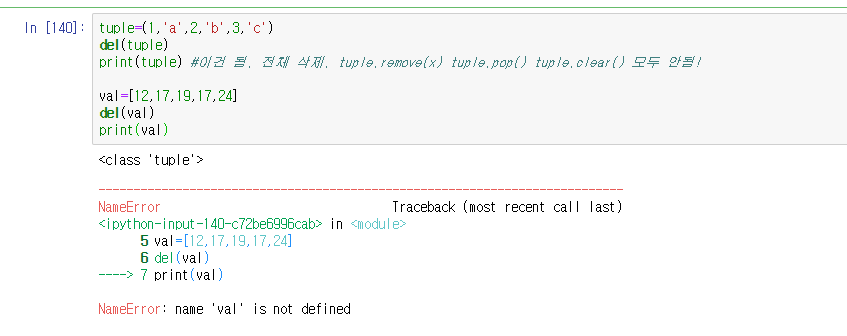 In [140]: tuple=(1,'a',2,'b',3,'c')
del(tuple)
print(tuple) #이건 됨. 전체 삭제. tuple.remove(x) tuple.pop() tuple.clear() 모두 안됨!
val=[12,17,19,17,24]
del(val)
print(val)
<class 'tuple'>
---------------------------------------------------------------------------
NameError Traceback (most recent call last)
<ipython-input-140-c72be6996cab> in <module>
5 val=[12,17,19,17,24]
6 del(val)
----> 7 print(val)
NameError: name 'val' is not defined